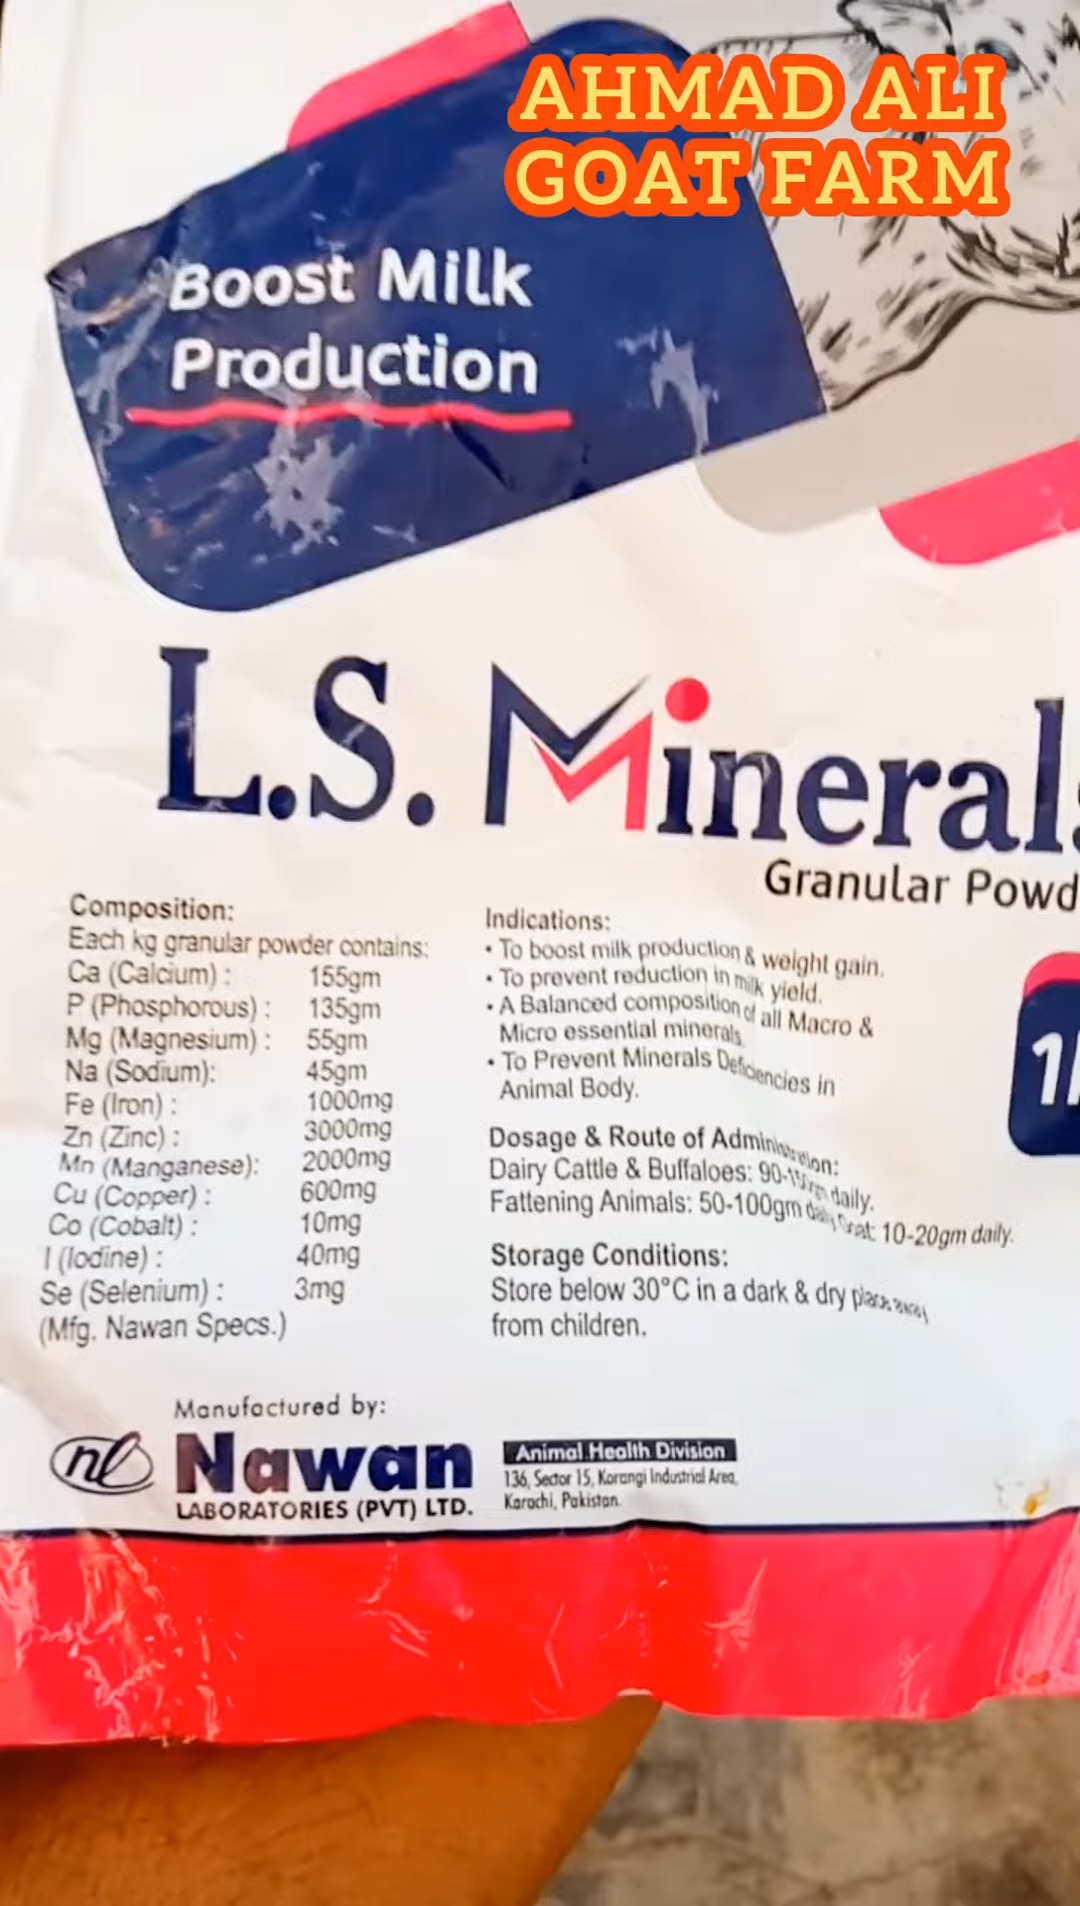 AHMAD ALI
GOAT FARM
Boost Milk
Production
L.S. Minerals
Granular Powd
Composition:
Each kg granular powder contains:
Ca (Calcium) : 155gm
P (Phosphorous) : 135gm
Mg (Magnesium) : 55gm
Na (Sodium): 45gm
Fe (Iron) : 1000mg
Zn (Zinc) : 3000mg
Mn (Manganese): 2000mg
Cu (Copper) : 600mg
Co (Cobalt) : 10mg
I (Iodine) : 40mg
Se (Selenium) : 3mg
(Mfg. Nawan Specs.)
Indications:
• To boost milk production & weight gain.
• To prevent reduction in milk yield.
• A Balanced composition of all Macro &
Micro essential minerals.
• To Prevent Minerals Deficiencies in
Animal Body.
Dosage & Route of Administration:
Dairy Cattle & Buffaloes: 90- daily.
Fattening Animals: 50-100gm daily Goat: 10-20gm daily.
Storage Conditions:
Store below 30°C in a dark & dry place away
from children.
1
Manufactured by:
nl Nawan
LABORATORIES (PVT) LTD.
Animal Health Division
136, Sector 15, Korangi Industrial Area,
Karachi, Pakistan.